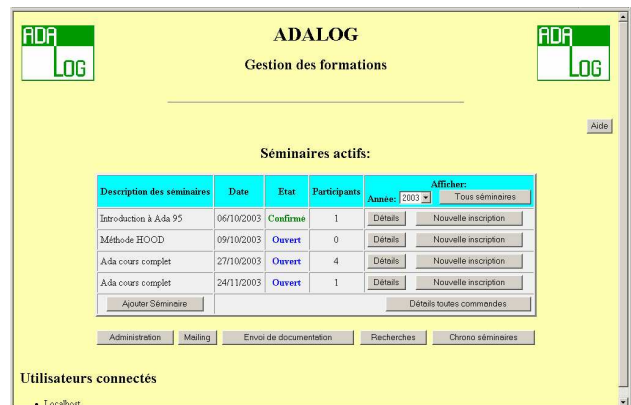 ADA LOG
ADALOG
ADA LOG
Gestion des formations
Aide
Séminaires actifs:
Description des séminaires Date Etat Participants Afficher:
Année: 2003 Tous séminaires
Introduction à Ada 95 06/10/2003 Confirmé 1 Détails Nouvelle inscription
Méthode HOOD 09/10/2003 Ouvert 0 Détails Nouvelle inscription
Ada cours complet 27/10/2003 Ouvert 4 Détails Nouvelle inscription
Ada cours complet 24/11/2003 Ouvert 1 Détails Nouvelle inscription
Ajouter Séminaire Détails toutes commandes
Administration Mailing Envoi de documentation Recherches Chrono séminaires
Utilisateurs connectés
Localhost